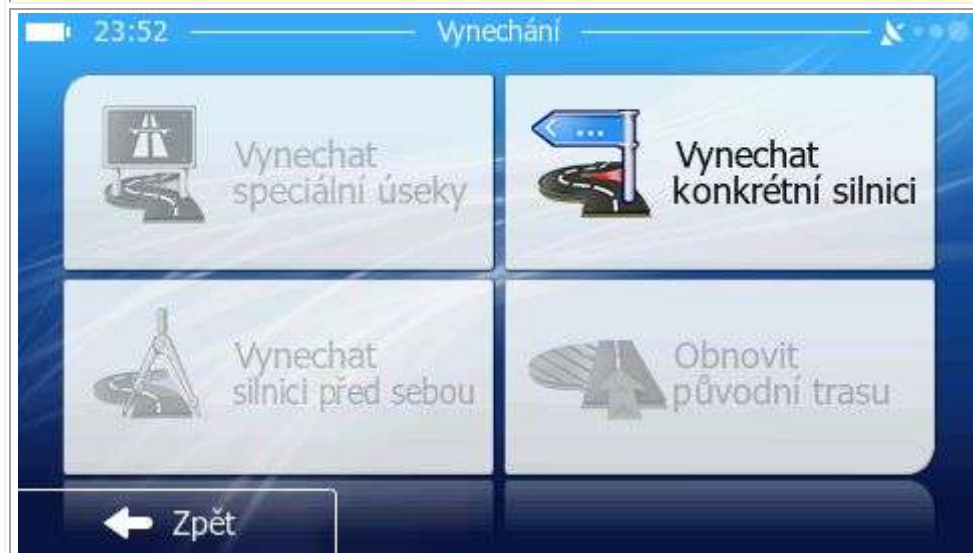 23:52 Vynechání
Vynechat
speciální úseky
Vynechat
konkrétní silnici
Vynechat
silnici před sebou
Obnovit
původní trasu
Zpět